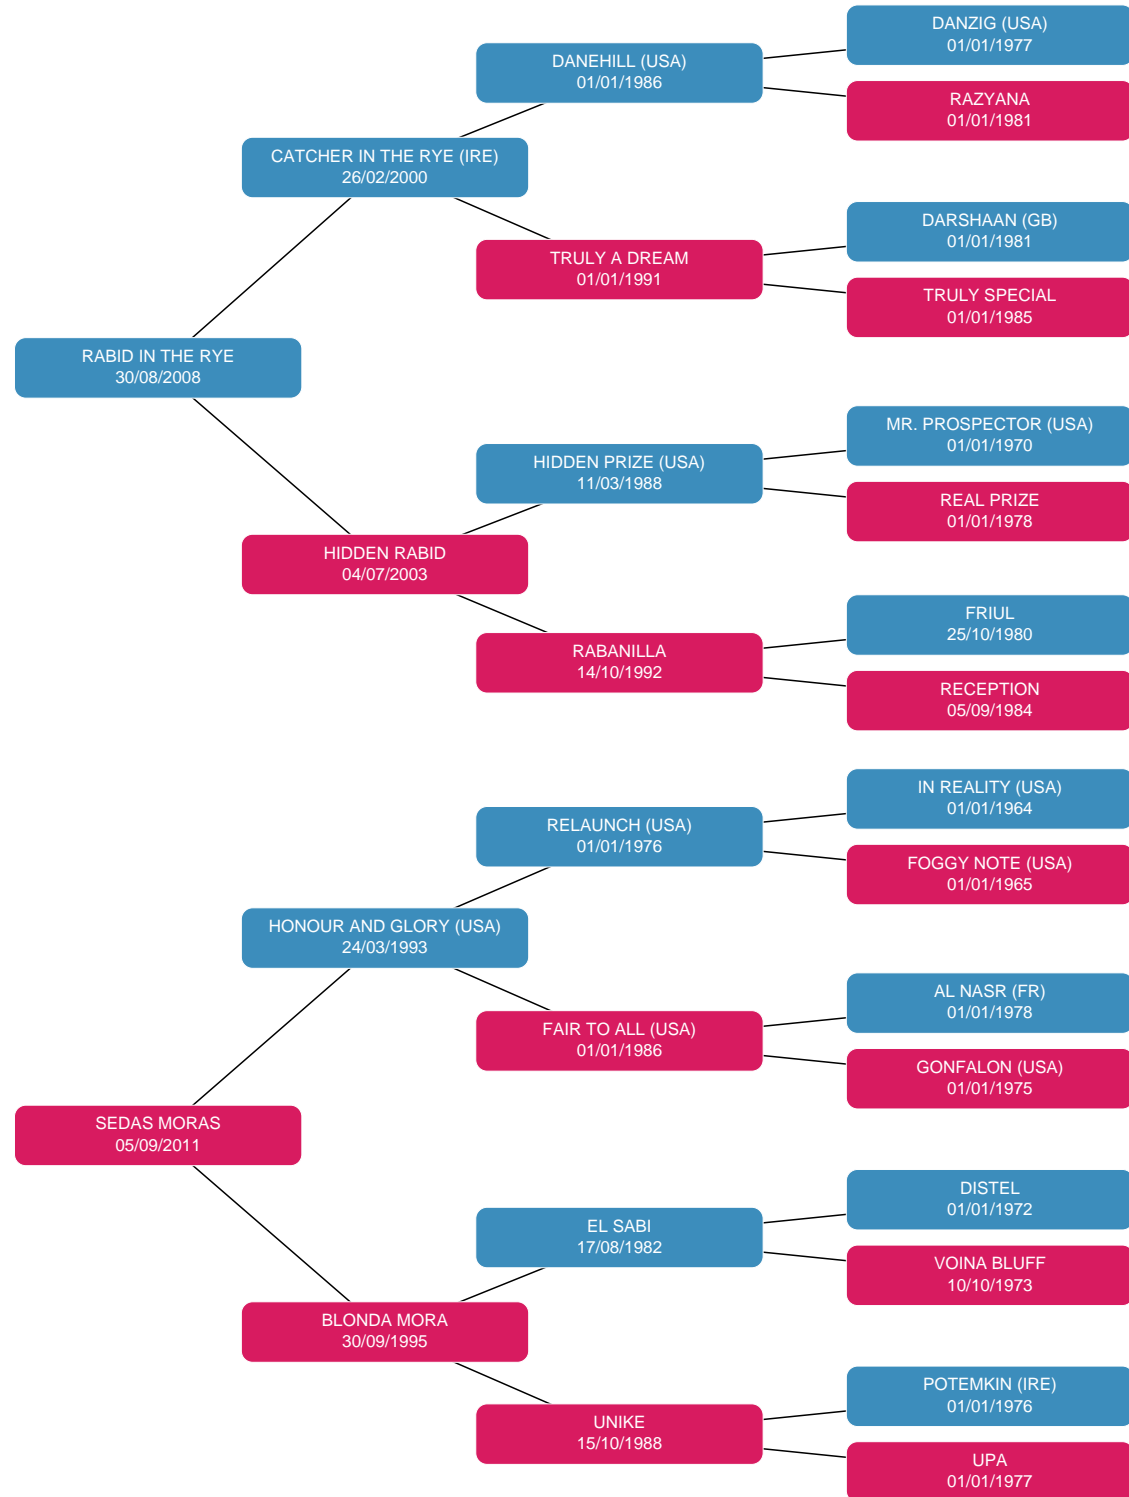 DANZIG (USA)
01/01/1977
DANEHILL (USA)
01/01/1986
RAZYANA
01/01/1981
CATCHER IN THE RYE (IRE)
26/02/2000
DARSHAAN (GB)
01/01/1981
TRULY A DREAM
01/01/1991
TRULY SPECIAL
01/01/1985
RABID IN THE RYE
30/08/2008
MR. PROSPECTOR (USA)
01/01/1970
HIDDEN PRIZE (USA)
11/03/1988
REAL PRIZE
01/01/1978
HIDDEN RABID
04/07/2003
FRIUL
25/10/1980
RABANILLA
14/10/1992
RECEPTION
05/09/1984
IN REALITY (USA)
01/01/1964
RELAUNCH (USA)
01/01/1976
FOGGY NOTE (USA)
01/01/1965
HONOUR AND GLORY (USA)
24/03/1993
AL NASR (FR)
01/01/1978
FAIR TO ALL (USA)
01/01/1986
GONFALON (USA)
01/01/1975
SEDAS MORAS
05/09/2011
DISTEL
01/01/1972
EL SABI
17/08/1982
VOINA BLUFF
10/10/1973
BLONDA MORA
30/09/1995
POTEMKIN (IRE)
01/01/1976
UNIKE
15/10/1988
UPA
01/01/1977